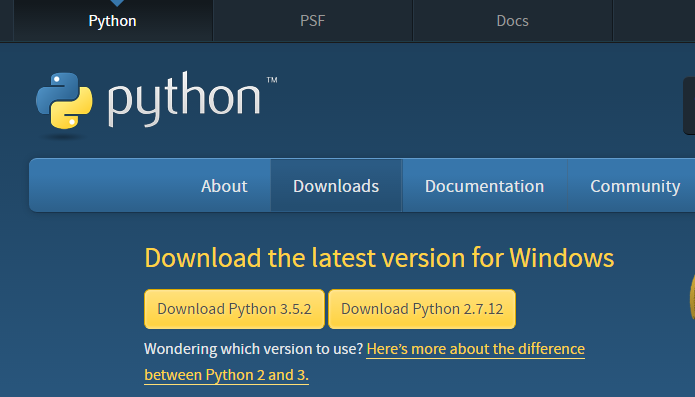 Python PSF Docs
python™
About Downloads Documentation Community
Download the latest version for Windows
Download Python 3.5.2 Download Python 2.7.12
Wondering which version to use? Here's more about the difference
between Python 2 and 3.